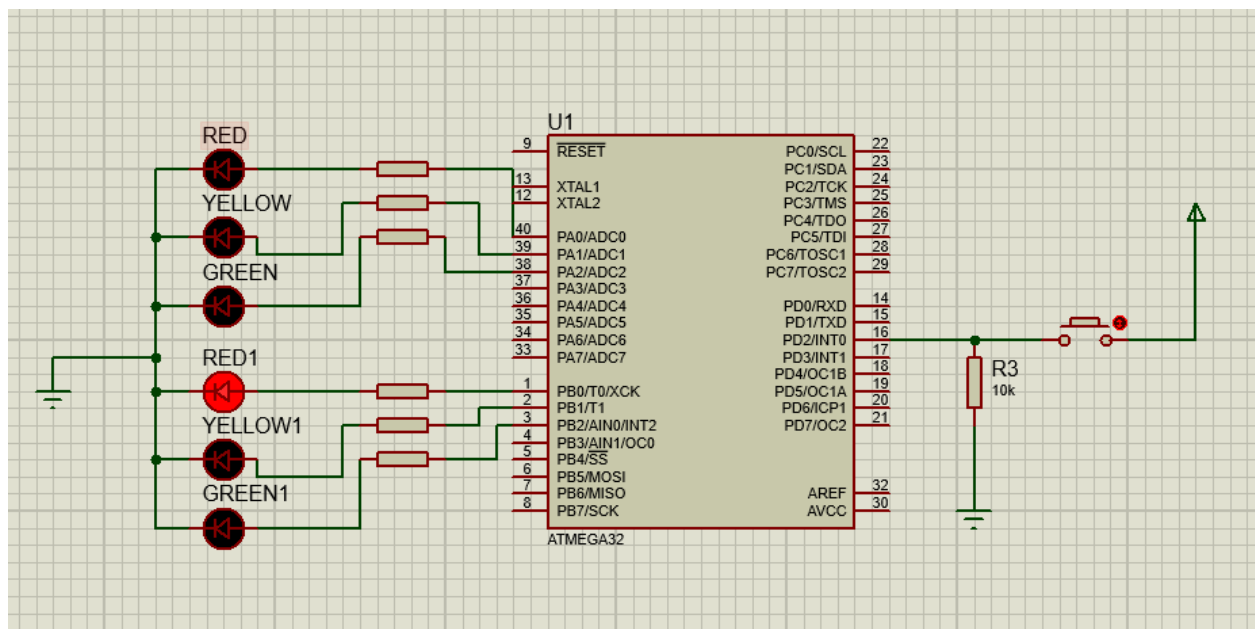 U1
RED
YELLOW
GREEN
RED1
YELLOW1
GREEN1
9 RESET
13 XTAL1
12 XTAL2
40 PA0/ADC0
39 PA1/ADC1
38 PA2/ADC2
37 PA3/ADC3
36 PA4/ADC4
35 PA5/ADC5
34 PA6/ADC6
33 PA7/ADC7
1 PB0/T0/XCK
2 PB1/T1
3 PB2/AIN0/INT2
4 PB3/AIN1/OC0
5 PB4/SS
6 PB5/MOSI
7 PB6/MISO
8 PB7/SCK
PC0/SCL 22
PC1/SDA 23
PC2/TCK 24
PC3/TMS 25
PC4/TDO 26
PC5/TDI 27
PC6/TOSC1 28
PC7/TOSC2 29
PD0/RXD 14
PD1/TXD 15
PD2/INT0 16
PD3/INT1 17
PD4/OC1B 18
PD5/OC1A 19
PD6/ICP1 20
PD7/OC2 21
AREF 32
AVCC 30
ATMEGA32
R3
10k